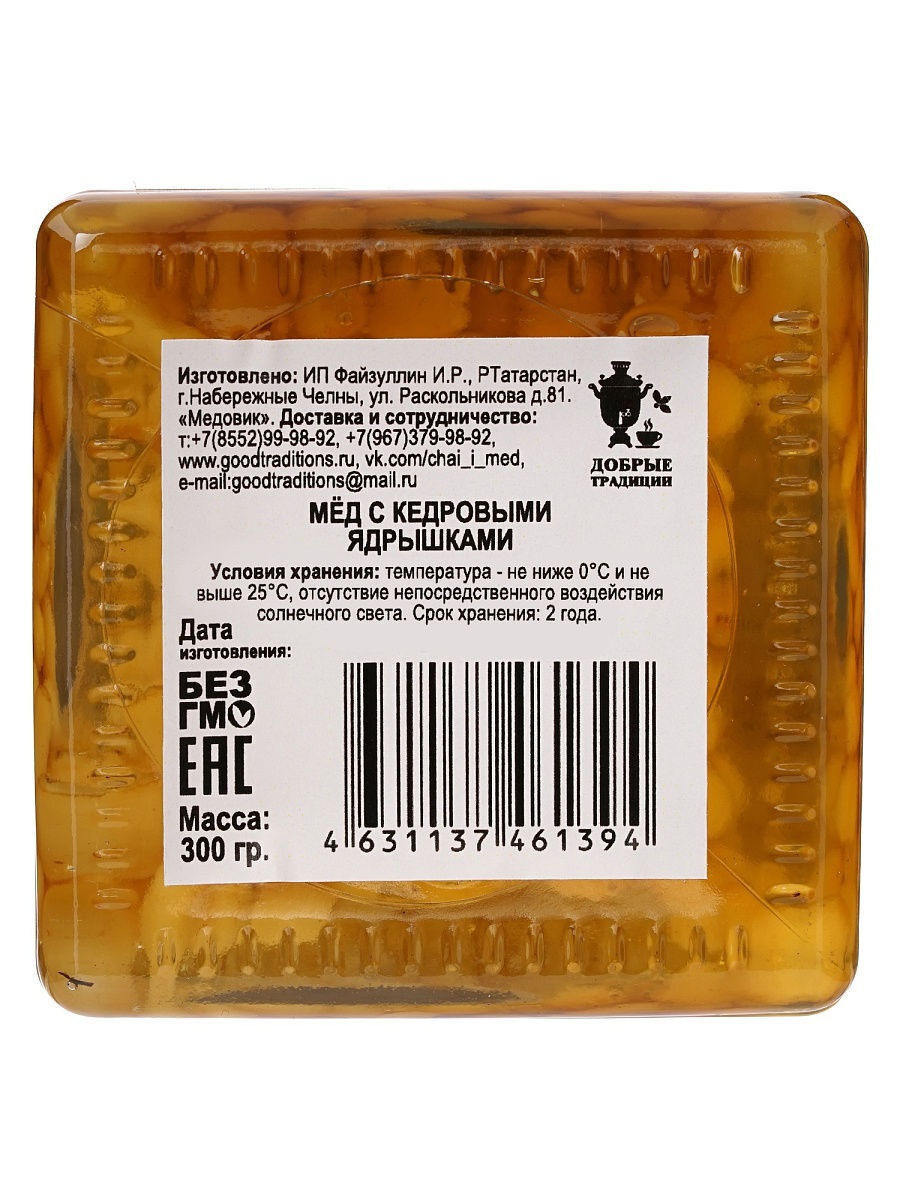 Изготовлено: ИП Файзуллин И.Р., РТатарстан,
г.Набережные Челны, ул. Раскольникова д.81.
«Медовик». Доставка и сотрудничество:
т:+7(8552)99-98-92, +7(967)379-98-92,
www.goodtraditions.ru, vk.com/chai_i_med,
e-mail:goodtraditions@mail.ru
ДОБРЫЕ
ТРАДИЦИИ
МЁД С КЕДРОВЫМИ
ЯДРЫШКАМИ
Условия хранения: температура - не ниже 0°С и не
выше 25°С, отсутствие непосредственного воздействия
солнечного света. Срок хранения: 2 года.
Дата
изготовления:
БЕЗ
ГМО
ЕАС
Масса:
300 гр.
4 631137 461394